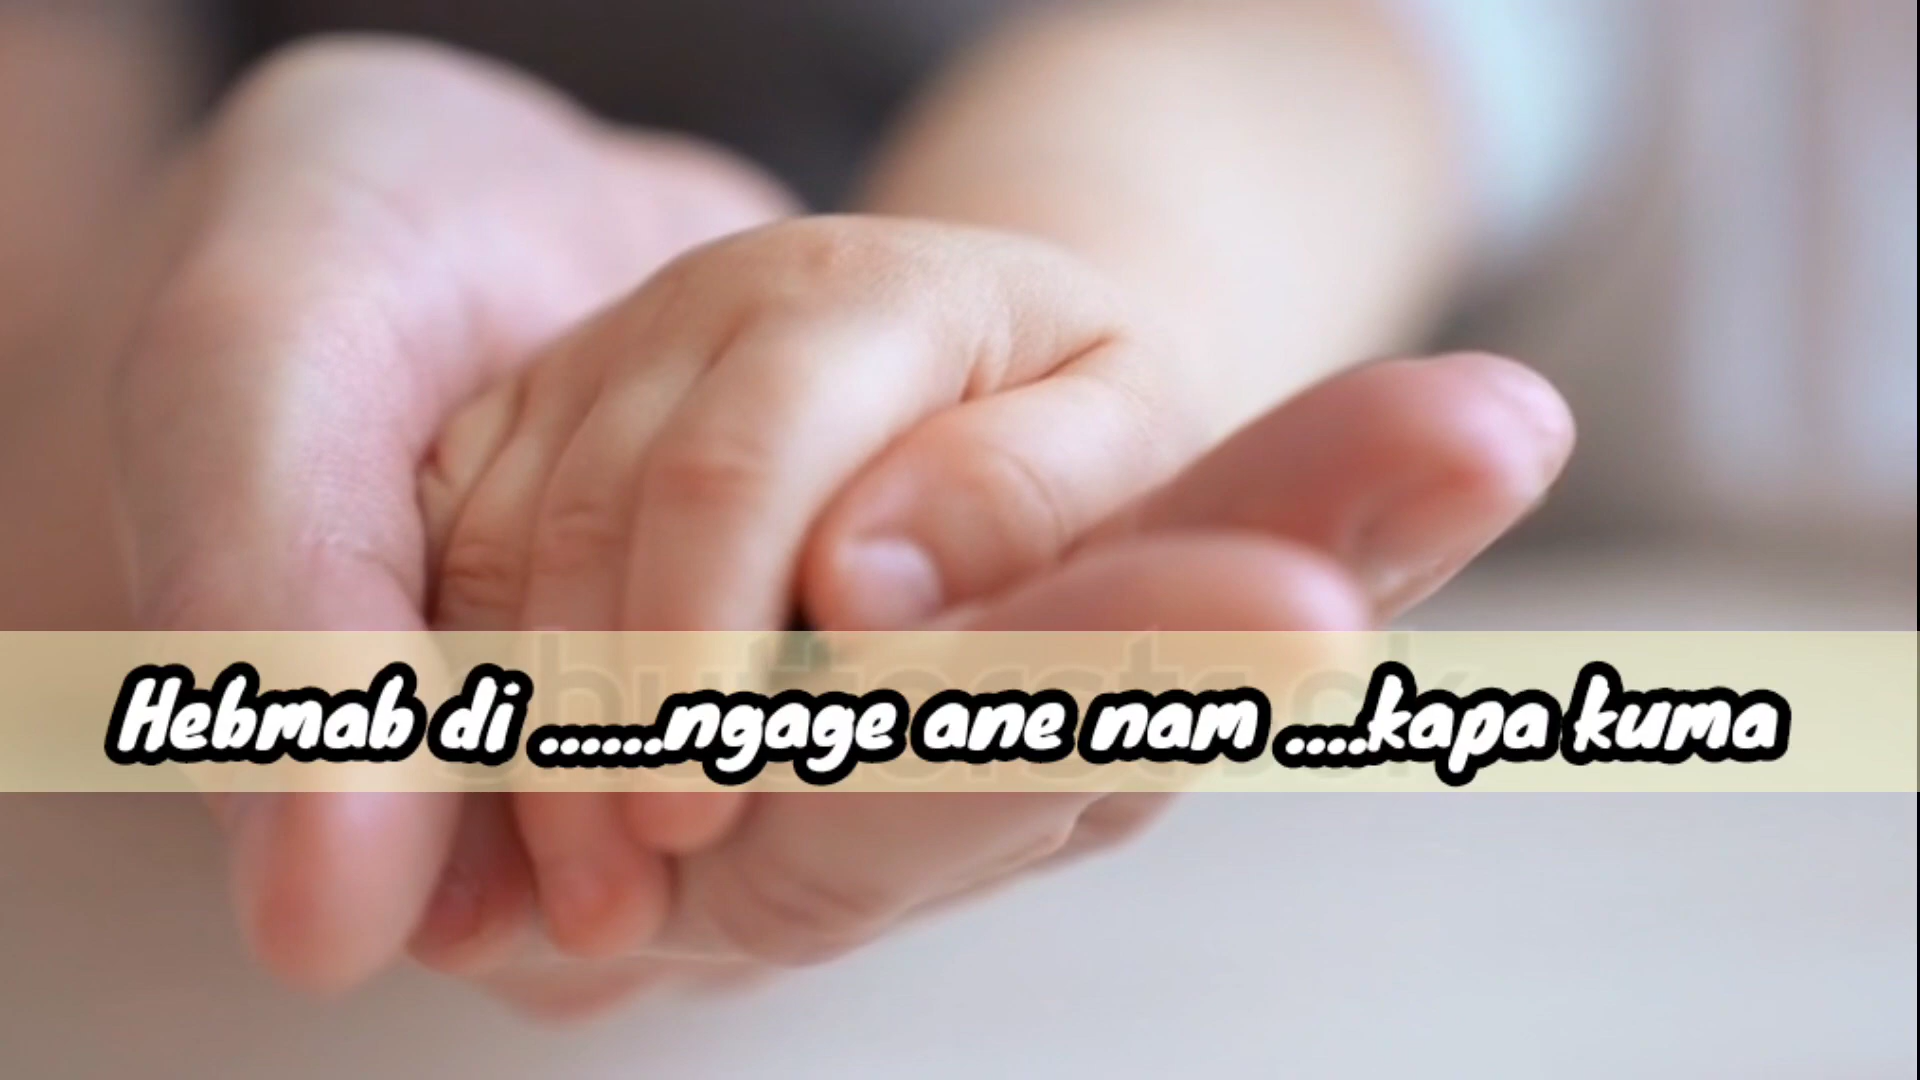 Hebmab di ......ngage ane nam ....kapa kuma